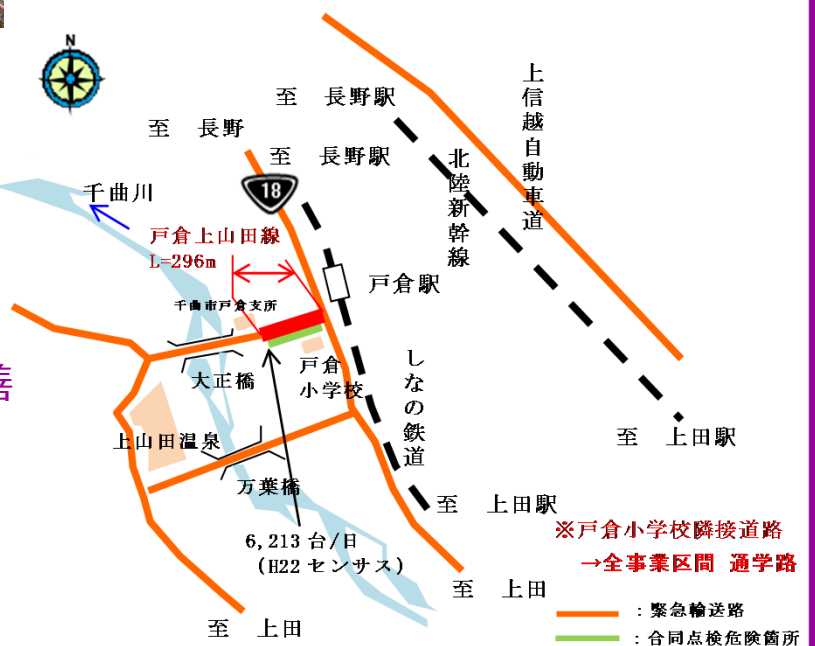 N
至　長野駅
上信越自動車道
至　長野
至　長野駅
北陸新幹線
18
千曲川
戸倉上山田線
L=296m
戸倉駅
千曲市戸倉支所
しなの鉄道
戸倉
小学校
大正橋
善
上山田温泉
至　上田駅
万葉橋
至　上田駅
6,213 台/日
(H22 センサス)
※戸倉小学校隣接道路
→全事業区間 通学路
至　上田
：緊急輸送路
至　上田
：合同点検危険箇所